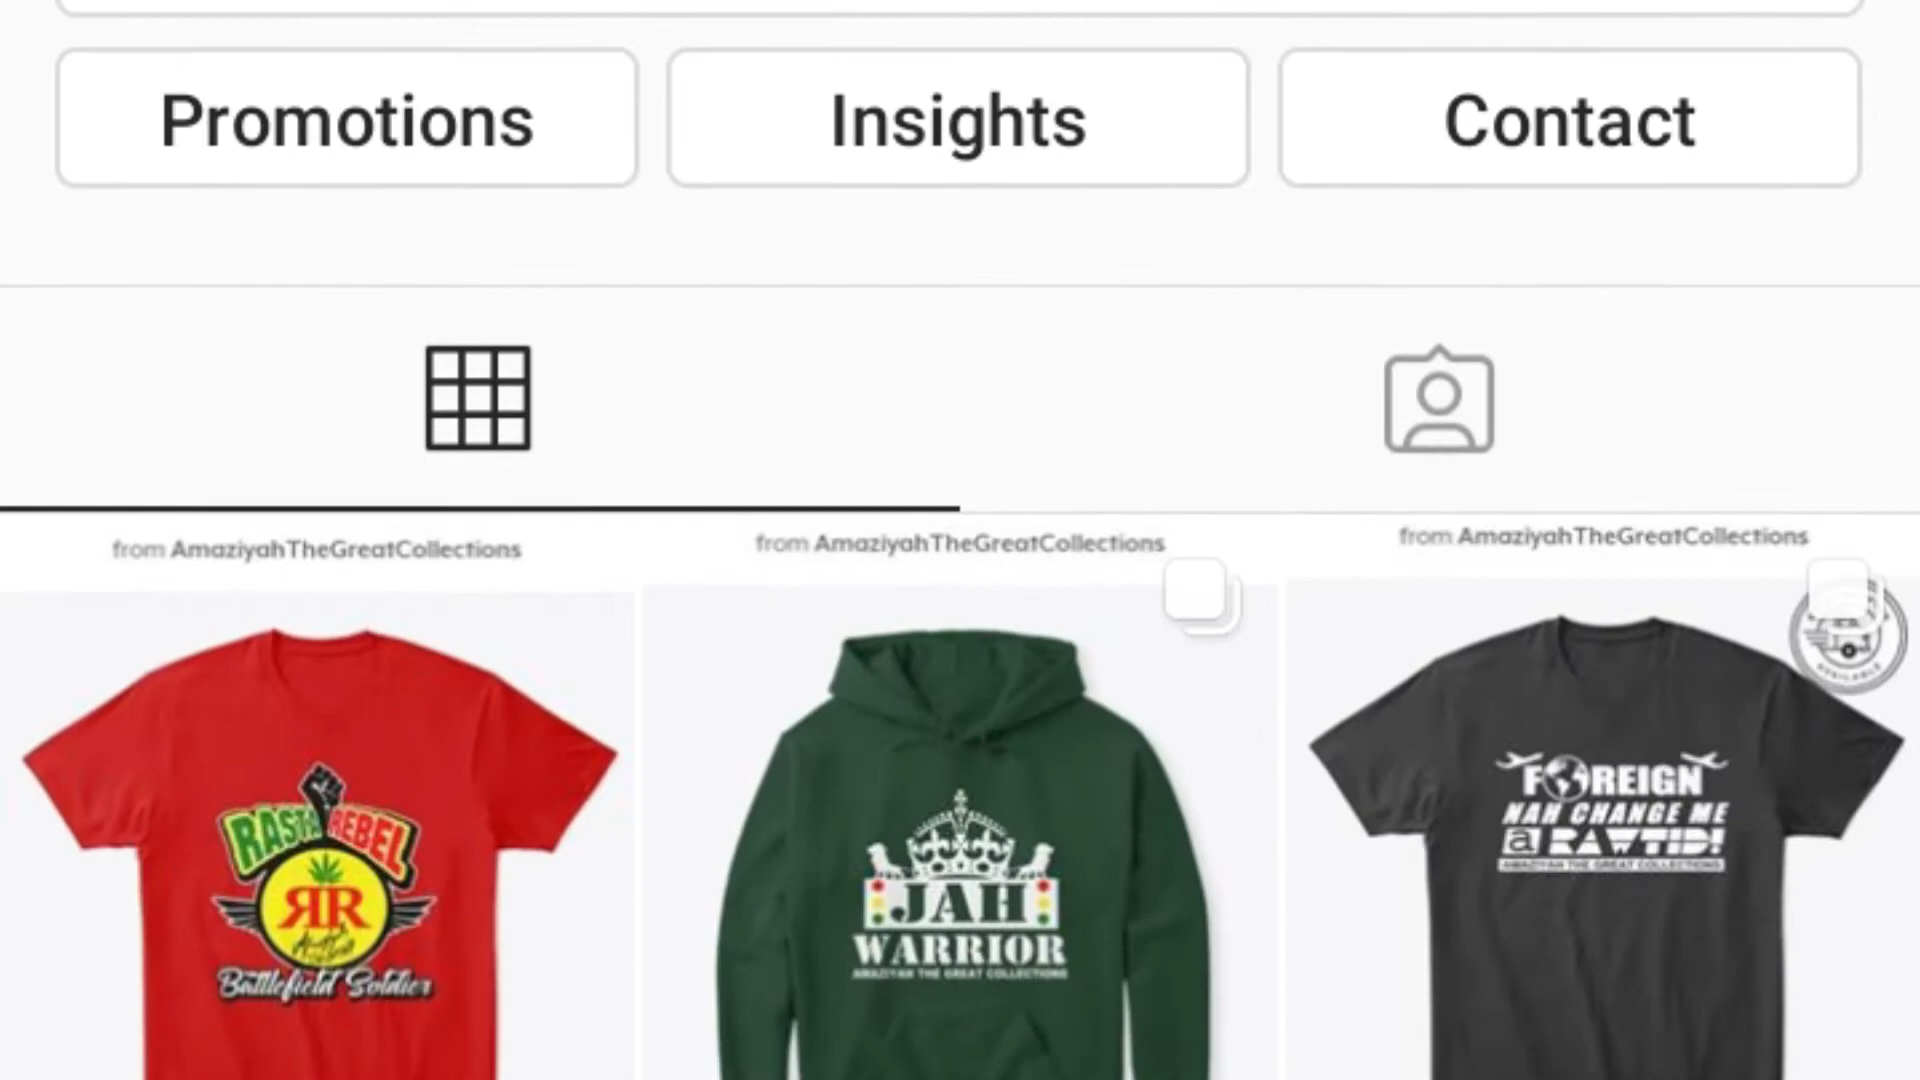 Promotions
Insights
Contact
from AmaziyahTheGreatCollections
from AmaziyahTheGreatCollections
from AmaziyahTheGreatCollections
RASTA REBEL
RR
Battlefield Soldier
JAH
WARRIOR
AMAZIYAH THE GREAT COLLECTIONS
FOREIGN
NAH CHANGE ME
a RAWTID!
AMAZIYAH THE GREAT COLLECTIONS
AVAILABLE